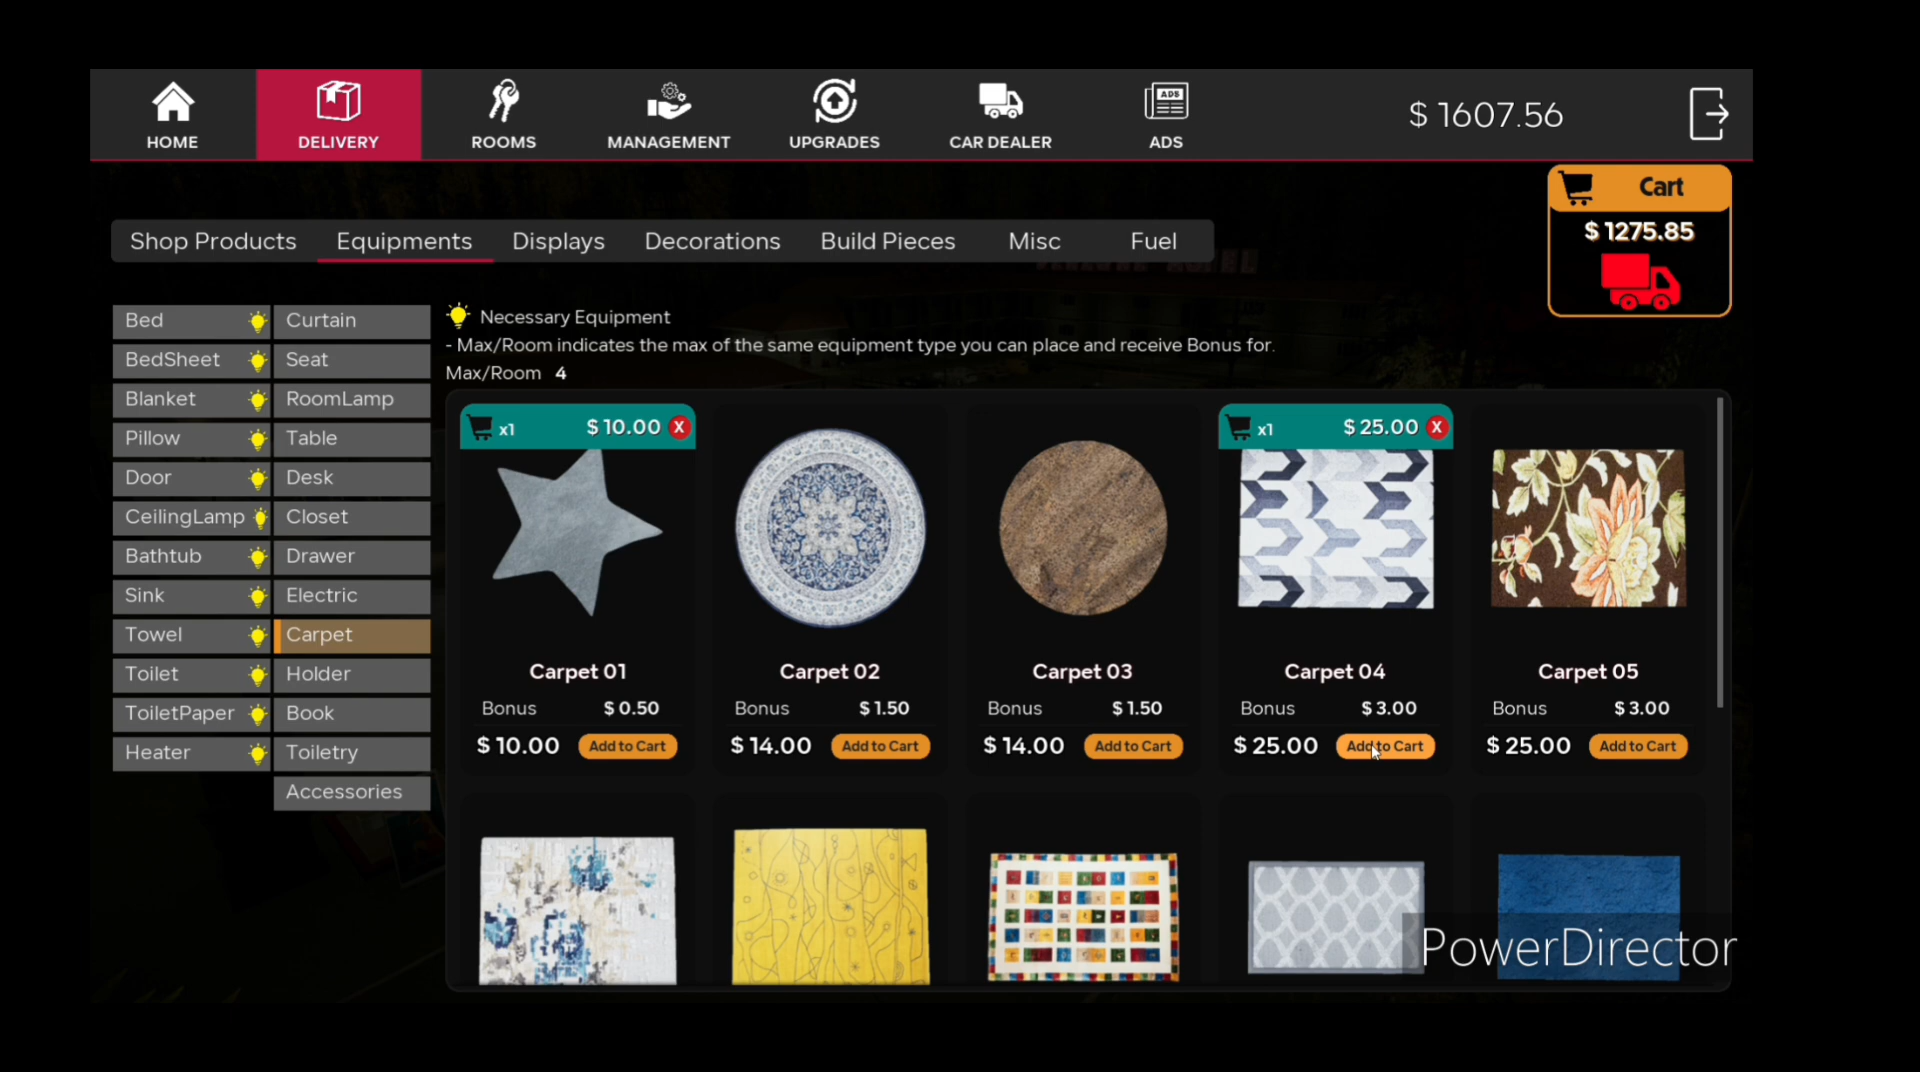 HOME
DELIVERY
ROOMS
MANAGEMENT
UPGRADES
CAR DEALER
ADS
ADS
$ 1607.56
Cart
$ 1275.85
Shop Products
Equipments
Displays
Decorations
Build Pieces
Misc
Fuel
Bed
Curtain
BedSheet
Seat
Blanket
RoomLamp
Pillow
Table
Door
Desk
CeilingLamp
Closet
Bathtub
Drawer
Sink
Electric
Towel
Carpet
Toilet
Holder
ToiletPaper
Book
Heater
Toiletry
Accessories
Necessary Equipment
- Max/Room indicates the max of the same equipment type you can place and receive Bonus for.
Max/Room 4
x1 $ 10.00 X
x1 $ 25.00 X
Carpet 01
Bonus $ 0.50
$ 10.00 Add to Cart
Carpet 02
Bonus $ 1.50
$ 14.00 Add to Cart
Carpet 03
Bonus $ 1.50
$ 14.00 Add to Cart
Carpet 04
Bonus $ 3.00
$ 25.00 Add to Cart
Carpet 05
Bonus $ 3.00
$ 25.00 Add to Cart
PowerDirector